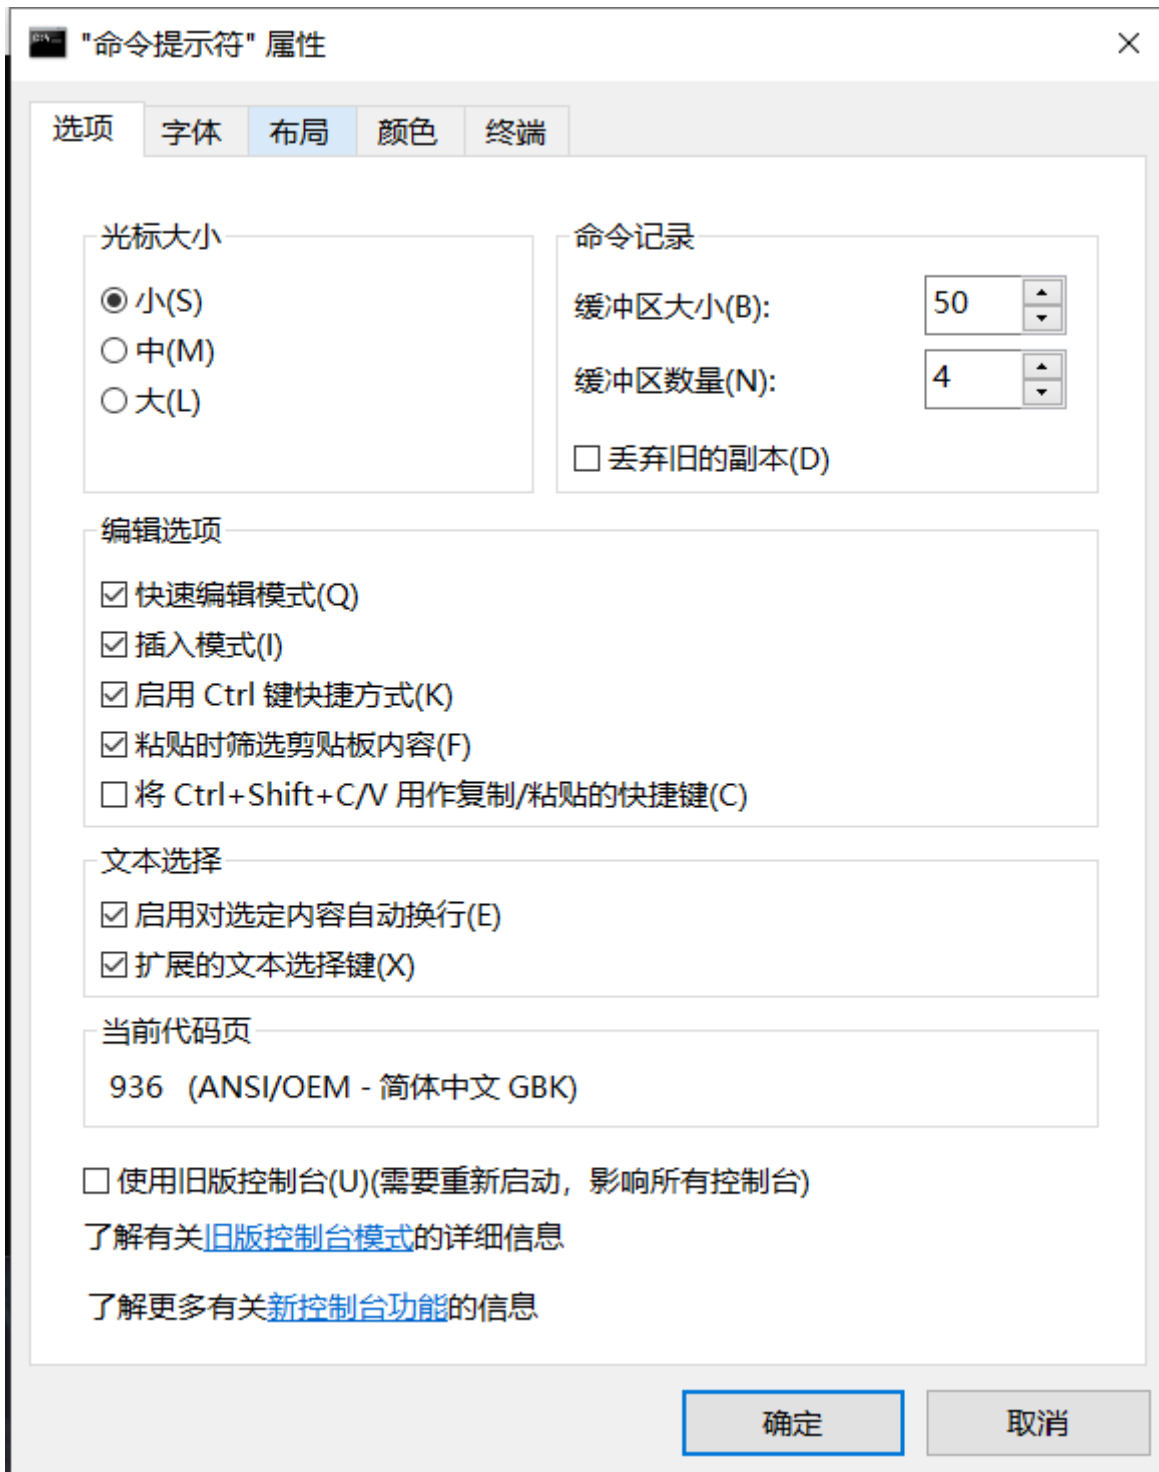 "命令提示符" 属性
选项 字体 布局 颜色 终端
光标大小
小(S)
中(M)
大(L)
命令记录
缓冲区大小(B): 50
缓冲区数量(N): 4
丢弃旧的副本(D)
编辑选项
快速编辑模式(Q)
插入模式(I)
启用 Ctrl 键快捷方式(K)
粘贴时筛选剪贴板内容(F)
将 Ctrl+Shift+C/V 用作复制/粘贴的快捷键(C)
文本选择
启用对选定内容自动换行(E)
扩展的文本选择键(X)
当前代码页
936 (ANSI/OEM - 简体中文 GBK)
使用旧版控制台(U)(需要重新启动，影响所有控制台)
了解有关旧版控制台模式的详细信息
了解更多有关新控制台功能的信息
确定 取消